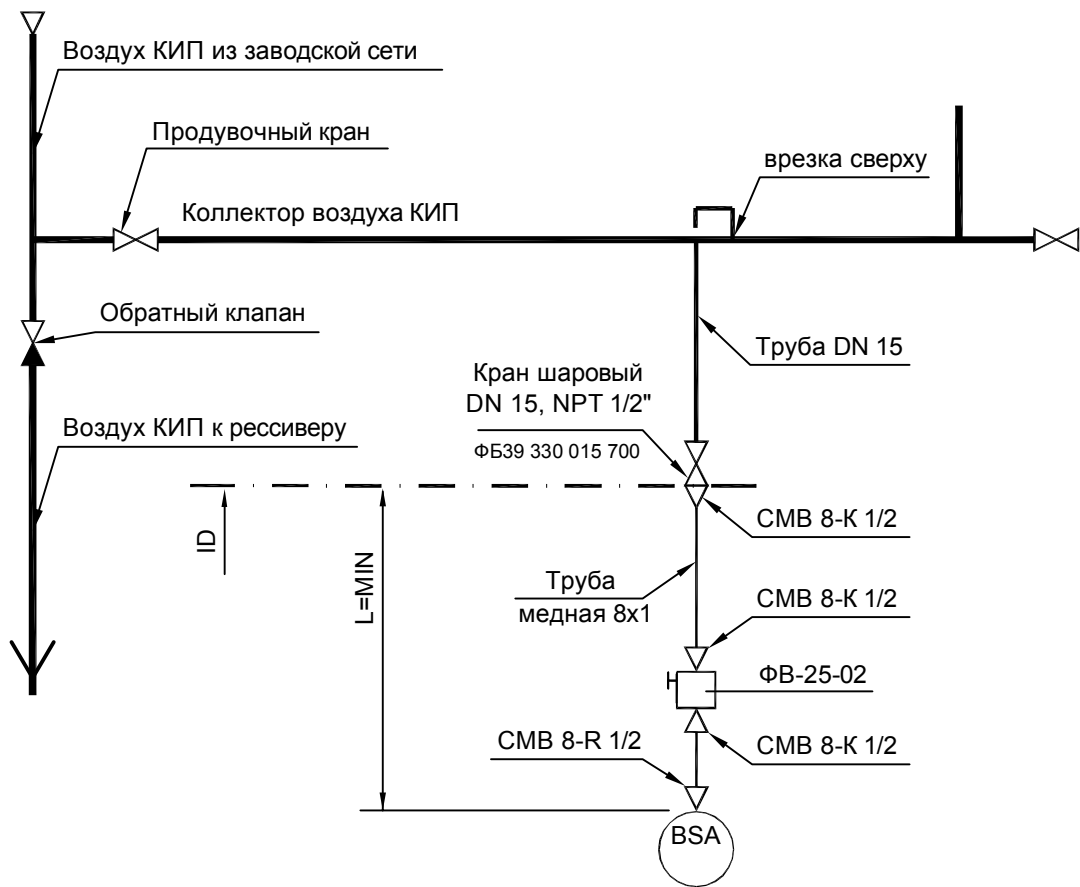 Воздух КИП из заводской сети
Продувочный кран
врезка сверху
Коллектор воздуха КИП
Обратный клапан
Труба DN 15
Кран шаровый
DN 15, NPT 1/2"
ФБ39 330 015 700
Воздух КИП к рессиверу
СМВ 8-К 1/2
ID
L=MIN
Труба
медная 8х1
СМВ 8-К 1/2
ФВ-25-02
СМВ 8-R 1/2
СМВ 8-К 1/2
BSA